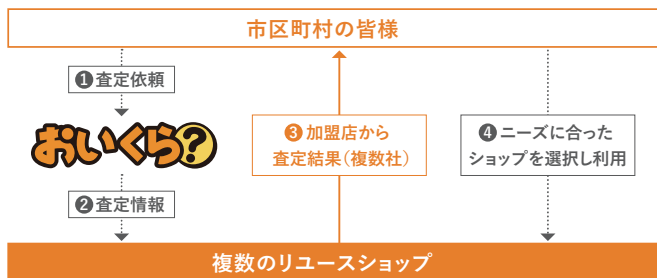 市区町村の皆様
❶査定依頼
おいくら?
❷査定情報
❸加盟店から
査定結果(複数社)
❹ニーズに合った
ショップを選択し利用
複数のリユースショップ